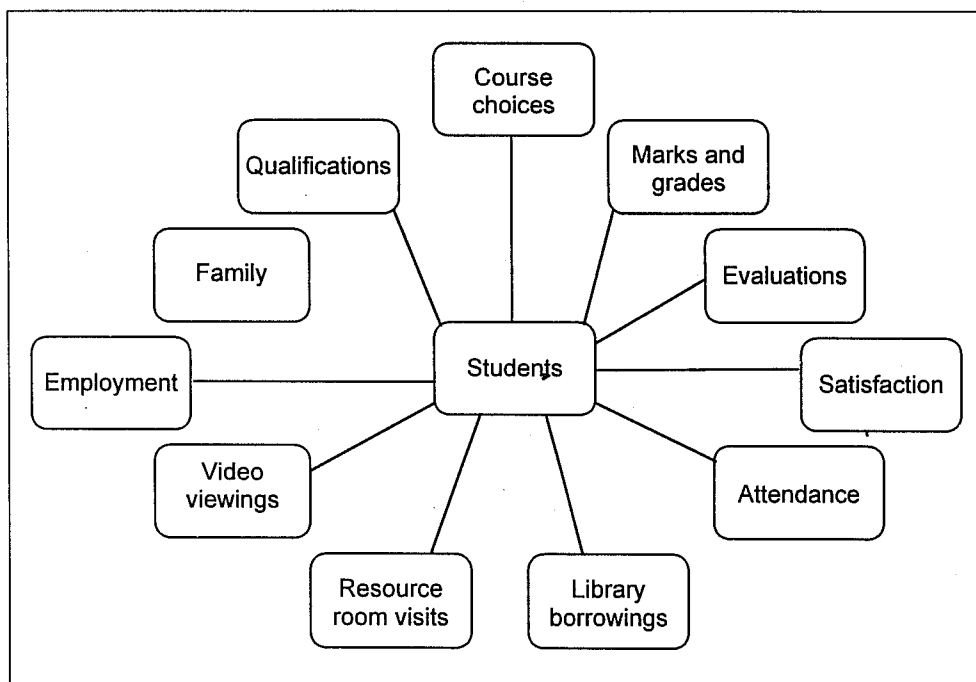 Course
choices
Qualifications
Marks and
grades
Family
Evaluations
Employment
Students
Satisfaction
Video
viewings
Attendance
Resource
room visits
Library
borrowings